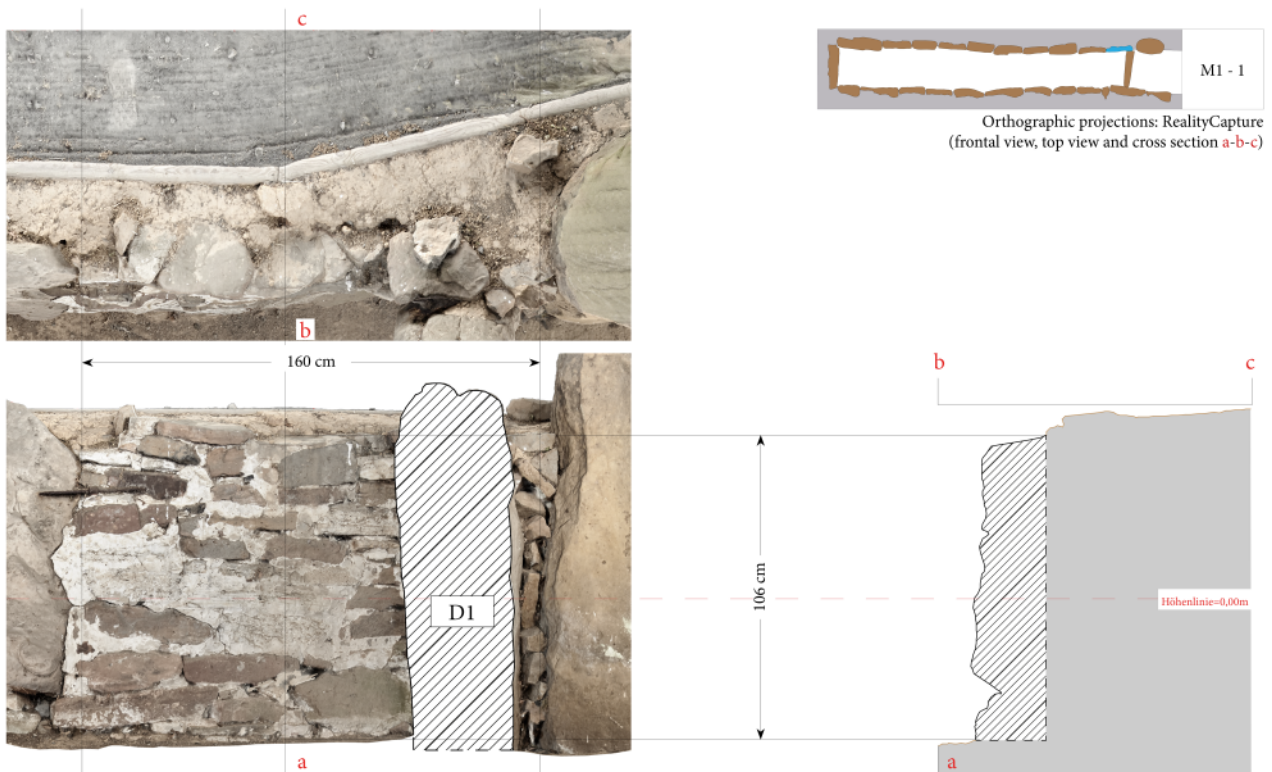 c
M1 - 1
Orthographic projections: RealityCapture
(frontal view, top view and cross section a-b-c)
b
160 cm
b
c
106 cm
D1
Höhenlinie=0,00m
a
a